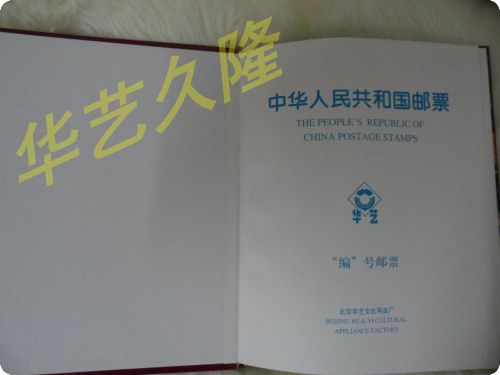 华艺久隆
中华人民共和国邮票
THE PEOPLE'S REPUBLIC OF
CHINA POSTAGE STAMPS
华艺
“编”号邮票
北京华艺文化用品厂
BEIJING HUA-YI CULTURAL
APPLIANCE FACTORY